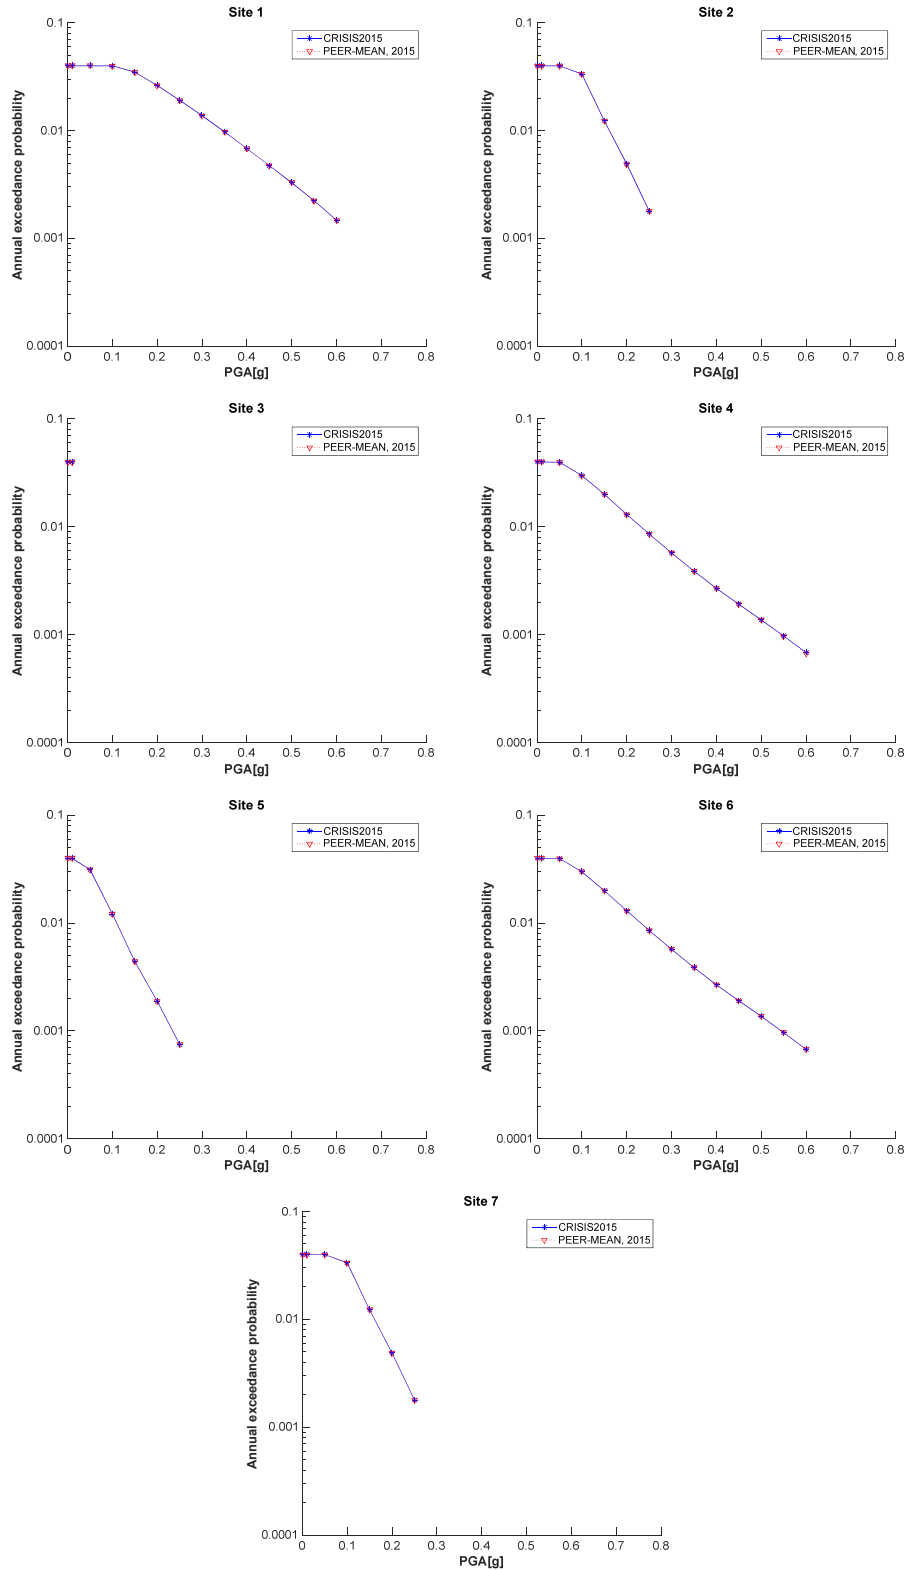 Site 1
CRISIS2015
PEER-MEAN, 2015
Annual exceedance probability
0.1
0.01
0.001
0.0001
0 0.1 0.2 0.3 0.4 0.5 0.6 0.7 0.8
PGA[g]
Site 2
CRISIS2015
PEER-MEAN, 2015
Annual exceedance probability
0.1
0.01
0.001
0.0001
0 0.1 0.2 0.3 0.4 0.5 0.6 0.7 0.8
PGA[g]
Site 3
CRISIS2015
PEER-MEAN, 2015
Annual exceedance probability
0.1
0.01
0.001
0.0001
0 0.1 0.2 0.3 0.4 0.5 0.6 0.7 0.8
PGA[g]
Site 4
CRISIS2015
PEER-MEAN, 2015
Annual exceedance probability
0.1
0.01
0.001
0.0001
0 0.1 0.2 0.3 0.4 0.5 0.6 0.7 0.8
PGA[g]
Site 5
CRISIS2015
PEER-MEAN, 2015
Annual exceedance probability
0.1
0.01
0.001
0.0001
0 0.1 0.2 0.3 0.4 0.5 0.6 0.7 0.8
PGA[g]
Site 6
CRISIS2015
PEER-MEAN, 2015
Annual exceedance probability
0.1
0.01
0.001
0.0001
0 0.1 0.2 0.3 0.4 0.5 0.6 0.7 0.8
PGA[g]
Site 7
CRISIS2015
PEER-MEAN, 2015
Annual exceedance probability
0.1
0.01
0.001
0.0001
0 0.1 0.2 0.3 0.4 0.5 0.6 0.7 0.8
PGA[g]